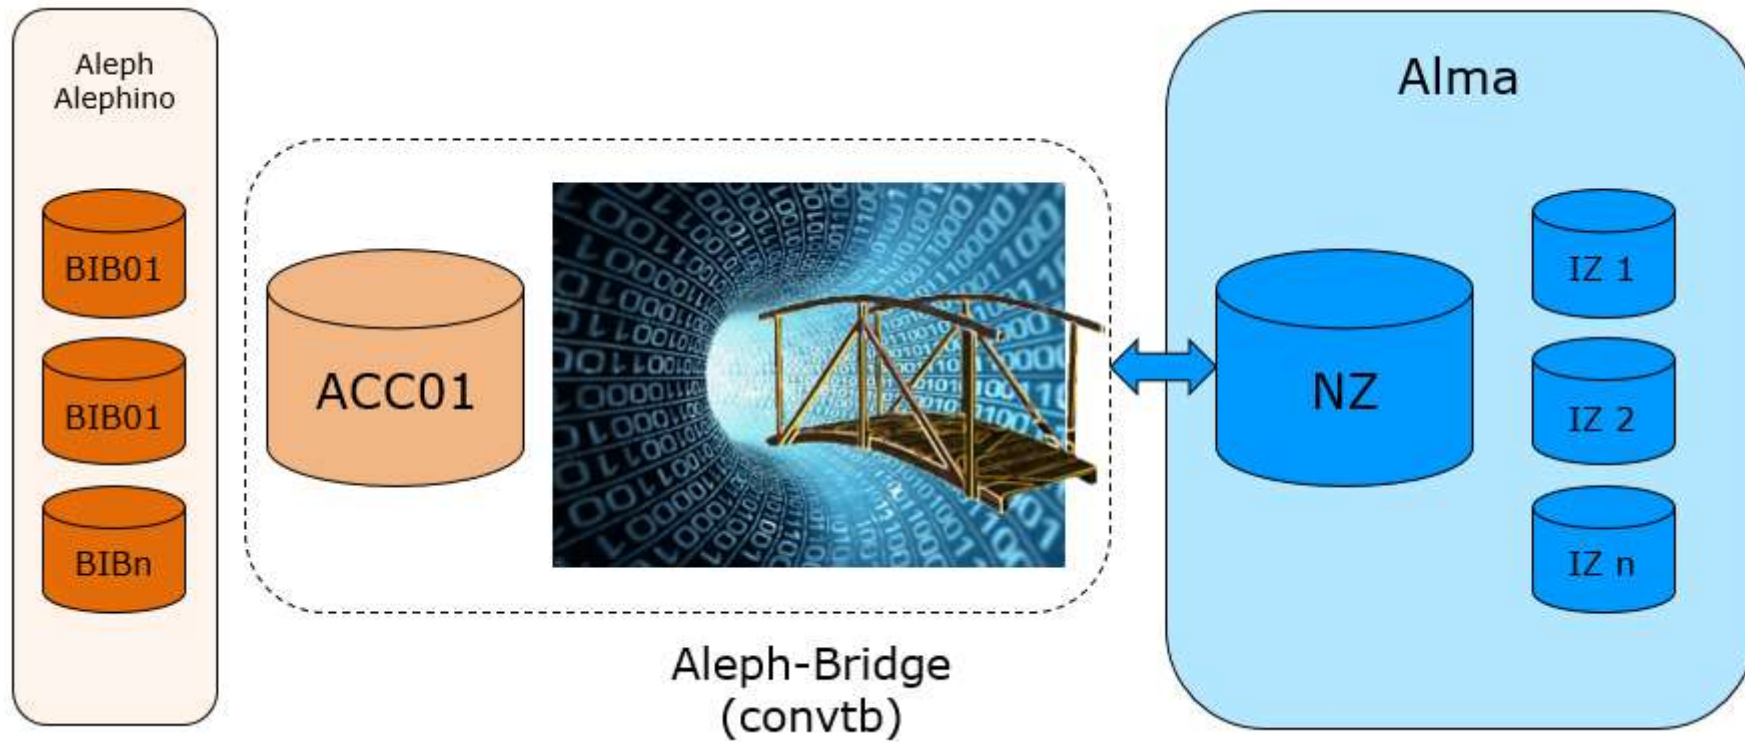 Aleph
Alephino
BIB01
BIB01
BIBn
ACC01
Aleph-Bridge
(convtb)
Alma
NZ
IZ 1
IZ 2
IZ n